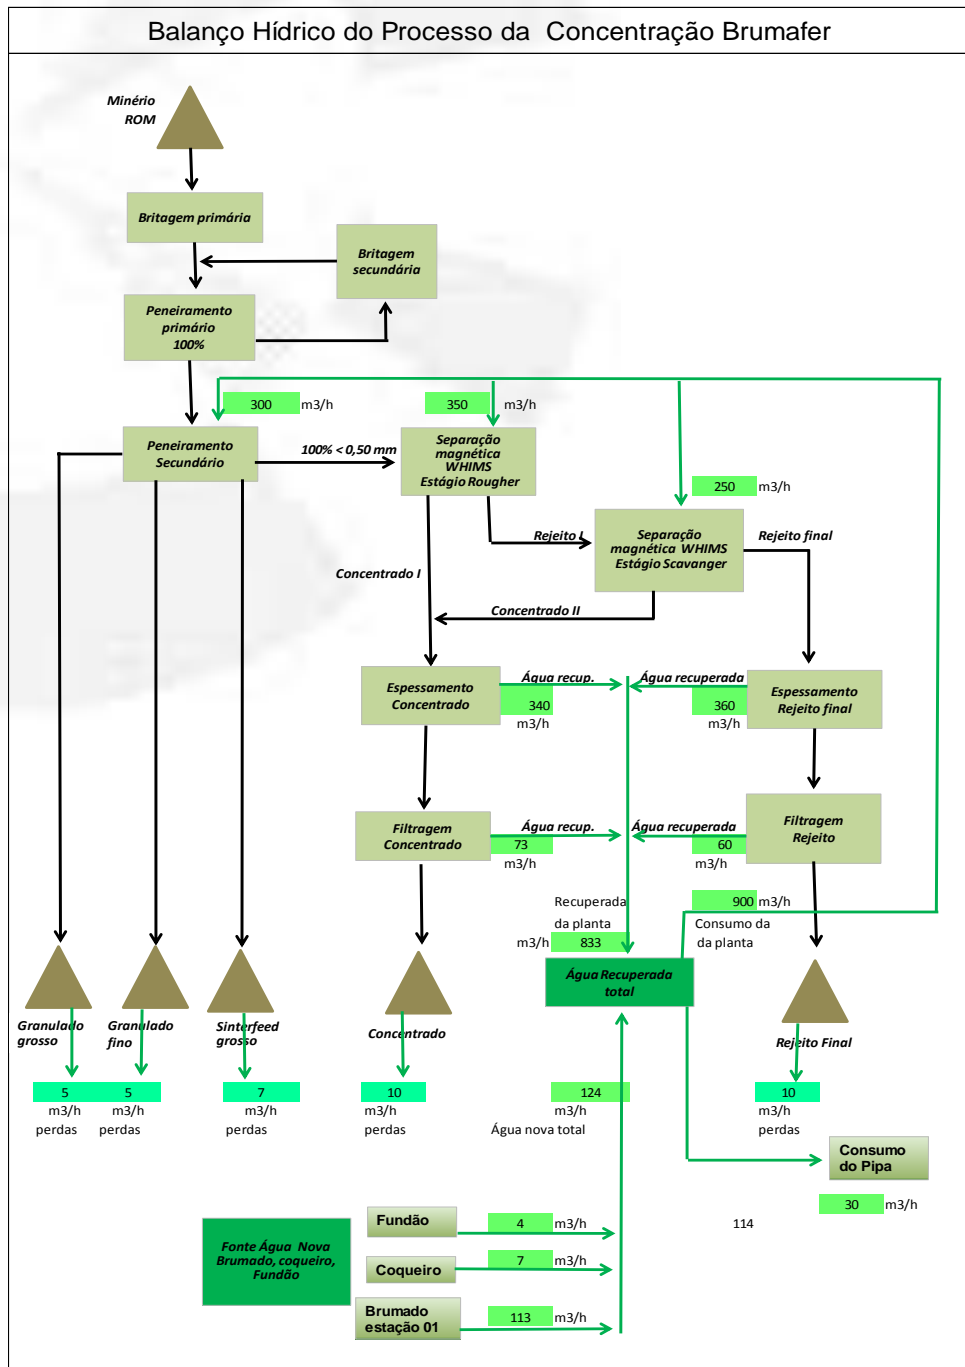 Balanço Hídrico do Processo da Concentração Brumafer
Minério
ROM
Britagem primária
Britagem
secundária
Peneiramento
primário
100%
300 m3/h
350 m3/h
Peneiramento
Secundário
100% < 0,50 mm
Separação
magnética
WHIMS
Estágio Rougher
250 m3/h
Rejeito I
Separação
magnética WHIMS
Estágio Scavanger
Rejeito final
Concentrado I
Concentrado II
Espessamento
Concentrado
Água recup.
340
m3/h
Água recuperada
360
m3/h
Espessamento
Rejeito final
Filtragem
Concentrado
Água recup.
73
m3/h
Água recuperada
60
m3/h
Filtragem
Rejeito
Recuperada
da planta
m3/h 833
900 m3/h
Consumo da
da planta
Água Recuperada
total
Granulado
grosso
Granulado
fino
Sinterfeed
grosso
Concentrado
Rejeito Final
5
m3/h
perdas
5
m3/h
perdas
7
m3/h
perdas
10
m3/h
perdas
124
m3/h
Água nova total
10
m3/h
perdas
Consumo
do Pipa
30 m3/h
114
Fonte Água Nova
Brumado, coqueiro,
Fundão
Fundão
4 m3/h
Coqueiro
7 m3/h
Brumado
estação 01
113 m3/h